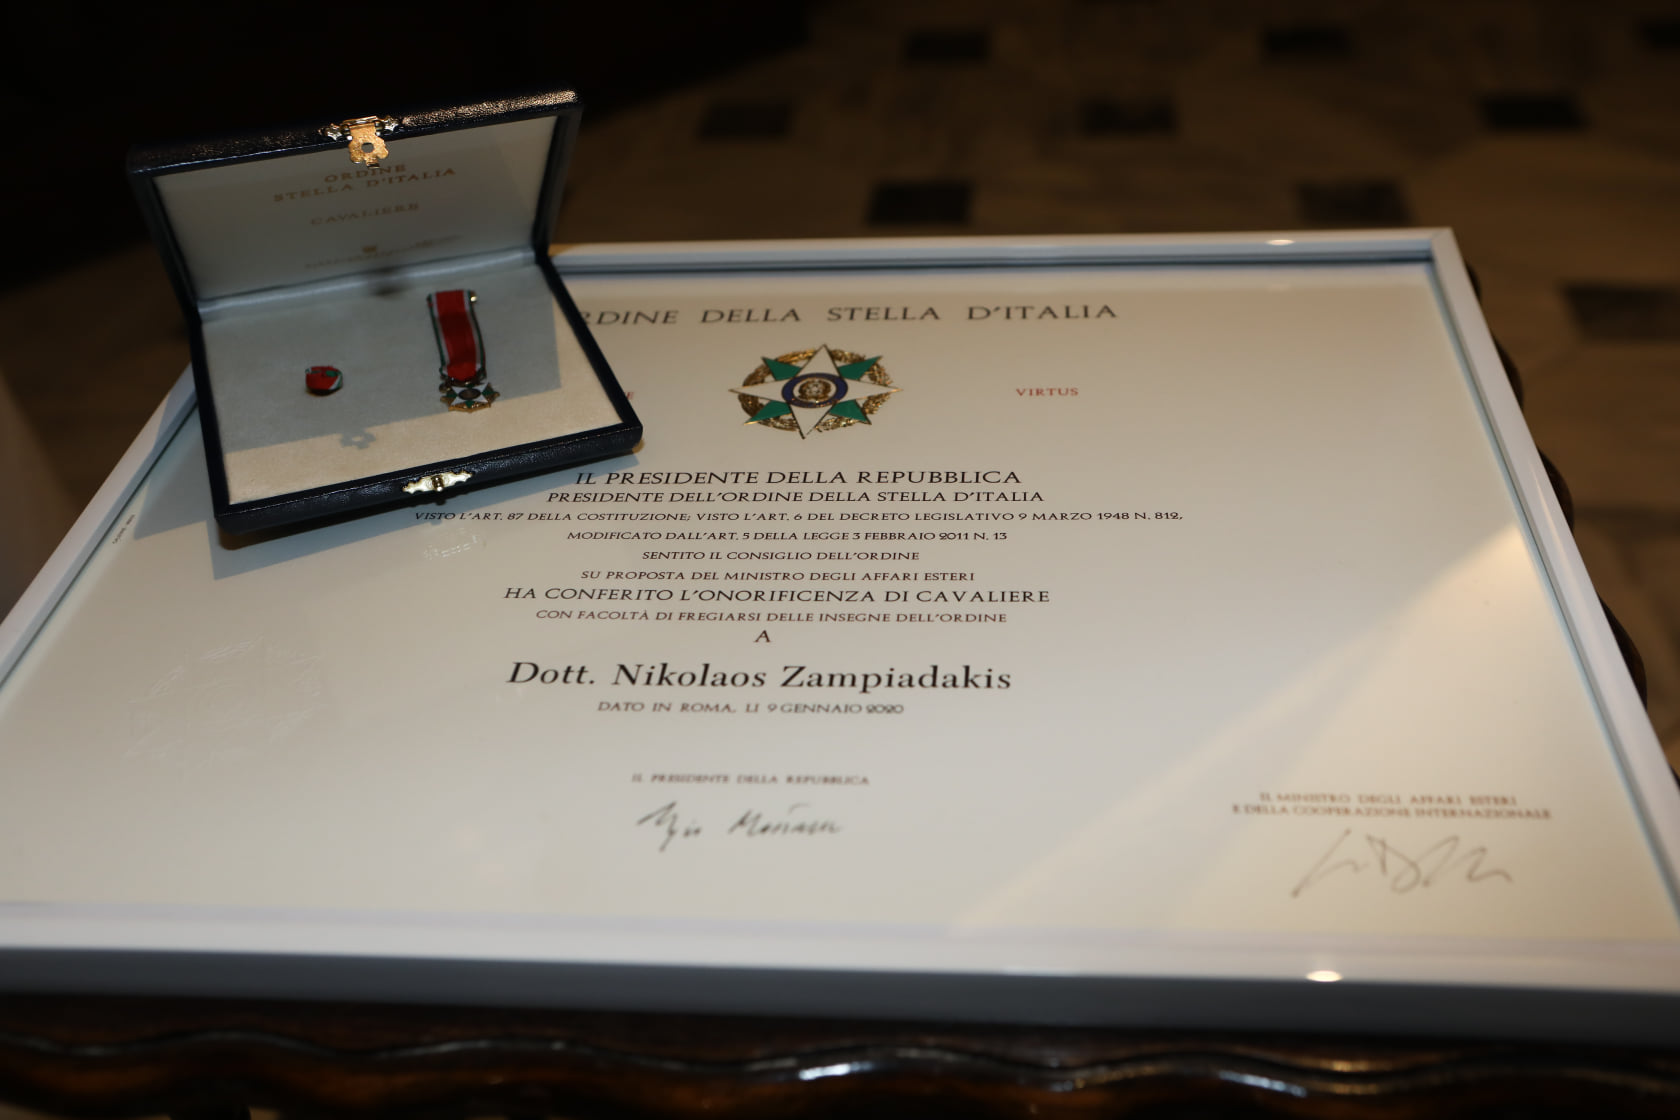 ORDINE
STELLA D'ITALIA
CAVALIERE
RDINE DELLA STELLA D'ITALIA
VIRTUS
IL PRESIDENTE DELLA REPUBBLICA
PRESIDENTE DELL'ORDINE DELLA STELLA D'ITALIA
VISTO L'ART. 87 DELLA COSTITUZIONE; VISTO L'ART. 6 DEL DECRETO LEGISLATIVO 9 MARZO 1948 N. 812,
MODIFICATO DALL'ART. 5 DELLA LEGGE 3 FEBBRAIO 2011 N. 13
SENTITO IL CONSIGLIO DELL'ORDINE
SU PROPOSTA DEL MINISTRO DEGLI AFFARI ESTERI
HA CONFERITO L'ONORIFICENZA DI CAVALIERE
CON FACOLTÀ DI FREGIARSI DELLE INSEGNE DELL'ORDINE
A
Dott. Nikolaos Zampiadakis
DATO IN ROMA, LI 9 GENNAIO 2020
IL PRESIDENTE DELLA REPUBBLICA
IL MINISTRO DEGLI AFFARI ESTERI
E DELLA COOPERAZIONE INTERNAZIONALE